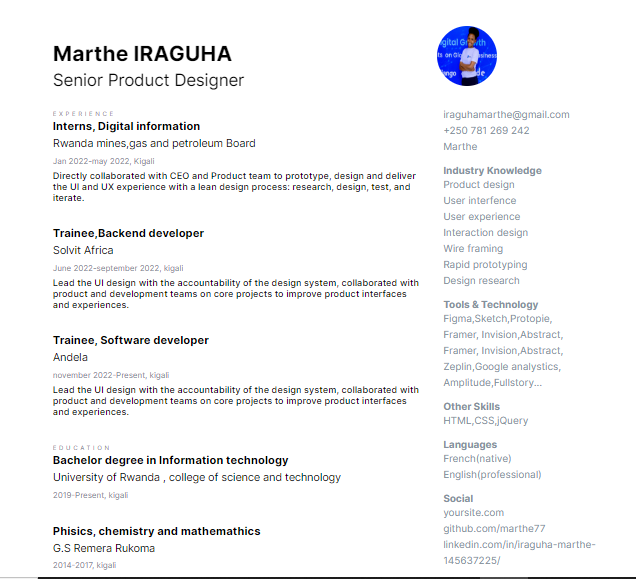 Marthe IRAGUHA
Senior Product Designer
EXPERIENCE
Interns, Digital information
Rwanda mines,gas and petroleum Board
Jan 2022-may 2022, Kigali
Directly collaborated with CEO and Product team to prototype, design and deliver
the UI and UX experience with a lean design process: research, design, test, and
iterate.
Trainee,Backend developer
Solvit Africa
June 2022-september 2022, kigali
Lead the UI design with the accountability of the design system, collaborated with
product and development teams on core projects to improve product interfaces
and experiences.
Trainee, Software developer
Andela
november 2022-Present, kigali
Lead the UI design with the accountability of the design system, collaborated with
product and development teams on core projects to improve product interfaces
and experiences.
EDUCATION
Bachelor degree in Information technology
University of Rwanda , college of science and technology
2019-Present, kigali
Phisics, chemistry and mathemathics
G.S Remera Rukoma
2014-2017, kigali
igital Growth
iraguhamarthe@gmail.com
+250 781 269 242
Marthe
Industry Knowledge
Product design
User interfence
User experience
Interaction design
Wire framing
Rapid prototyping
Design research
Tools & Technology
Figma,Sketch,Protopie,
Framer, Invision,Abstract,
Framer, Invision,Abstract,
Zeplin,Google analystics,
Amplitude,Fullstory...
Other Skills
HTML,CSS,jQuery
Languages
French(native)
English(professional)
Social
yoursite.com
github.com/marthe77
linkedin.com/in/iraguha-marthe-
145637225/